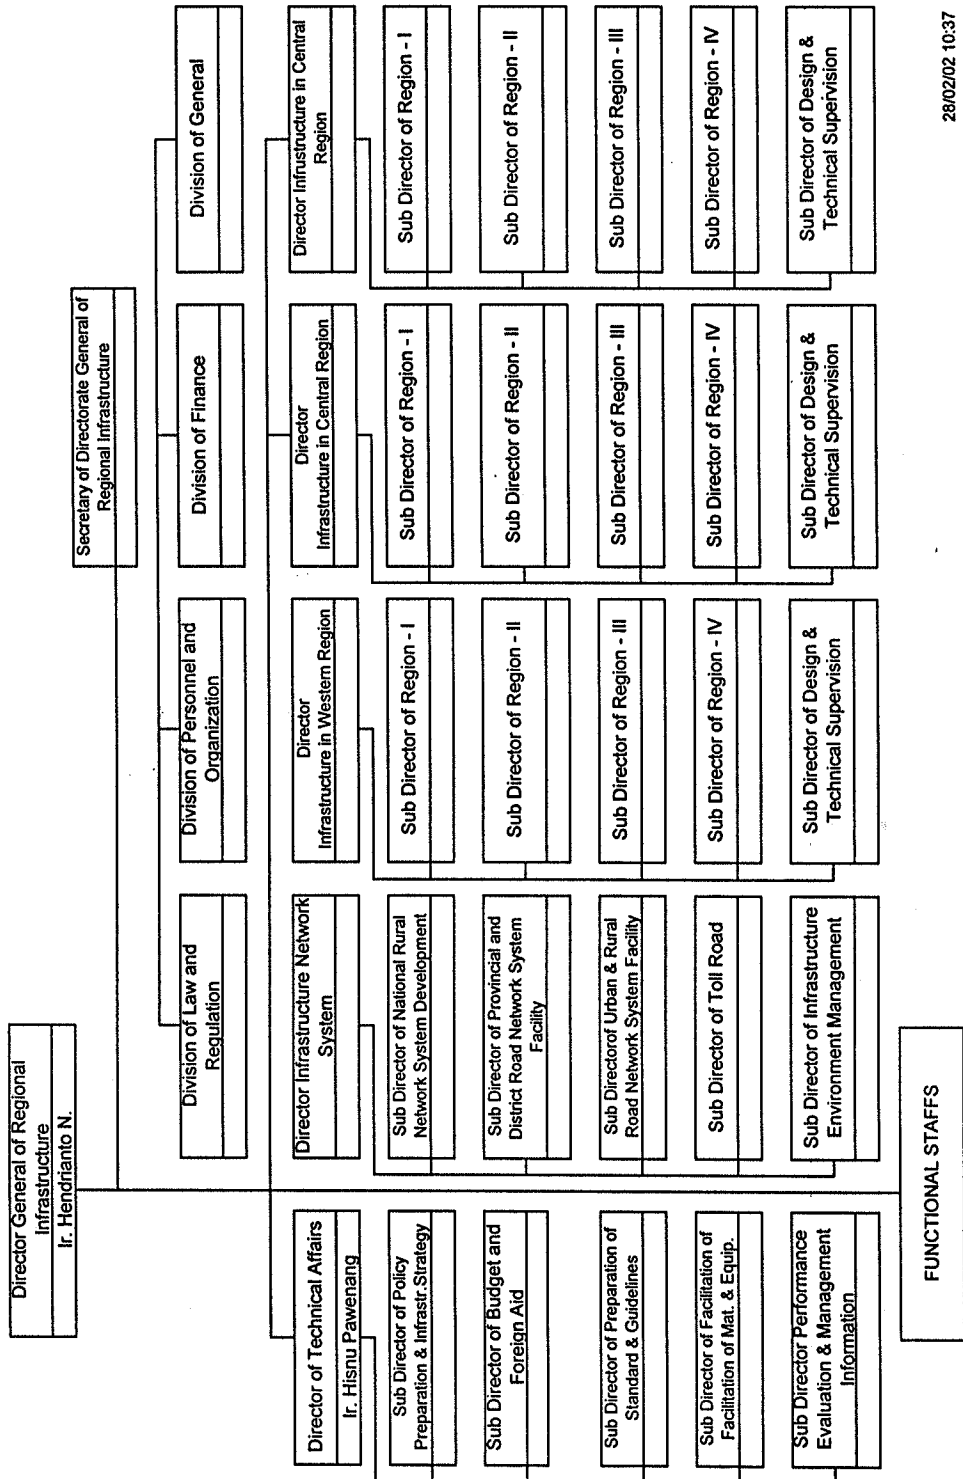 Director General of Regional
Infrastructure
Ir. Hendrianto N.
Secretary of Directorate General of
Regional Infrastructure
Division of Law and
Regulation
Division of Personnel and
Organization
Division of Finance
Division of General
Director of Technical Affairs
Ir. Hisnu Pawenang
Director Infrastructure Network
System
Director
Infrastructure in Western Region
Director
Infrastructure in Central Region
Director Infrustructure in Central
Region
Sub Director of Policy
Preparation & Infrastr.Strategy
Sub Director of National Rural
Network System Development
Sub Director of Region - I
Sub Director of Region - I
Sub Director of Region - I
Sub Director of Budget and
Foreign Aid
Sub Director of Provincial and
District Road Network System
Facility
Sub Director of Region - II
Sub Director of Region - II
Sub Director of Region - II
Sub Director of Preparation of
Standard & Guidelines
Sub Directorof Urban & Rural
Road Network System Facility
Sub Director of Region - III
Sub Director of Region - III
Sub Director of Region - III
Sub Director of Facilitation of
Facilitation of Mat. & Equip.
Sub Director of Toll Road
Sub Director of Region - IV
Sub Director of Region - IV
Sub Director of Region - IV
Sub Director Performance
Evaluation & Management
Information
Sub Director of Infrastructure
Environment Management
Sub Director of Design &
Technical Supervision
Sub Director of Design &
Technical Supervision
Sub Director of Design &
Technical Supervision
FUNCTIONAL STAFFS
28/02/02 10:37